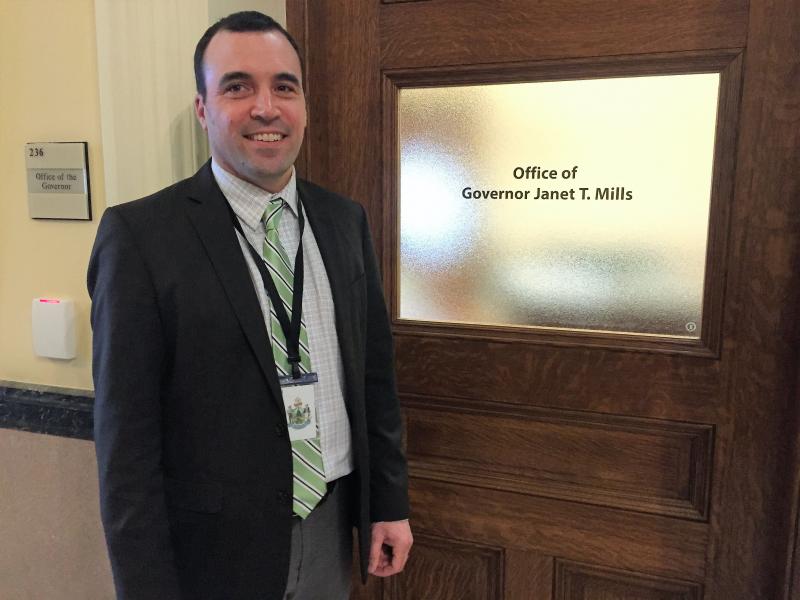 236
Office of the
Governor
Office of
Governor Janet T. Mills